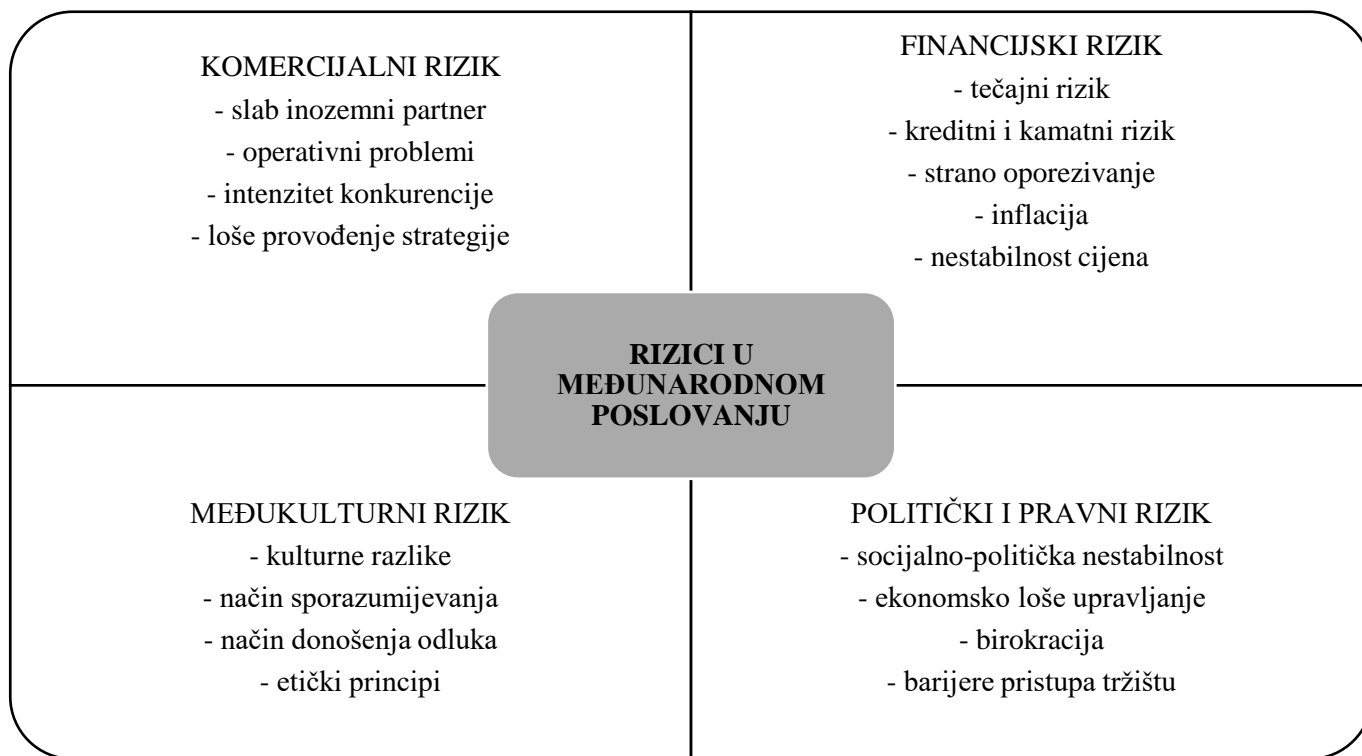 KOMERCIJALNI RIZIK
- slab inozemni partner
- operativni problemi
- intenzitet konkurencije
- loše provođenje strategije
FINANCIJSKI RIZIK
- tečajni rizik
- kreditni i kamatni rizik
- strano oporezivanje
- inflacija
- nestabilnost cijena
RIZICI U
MEĐUNARODNOM
POSLOVANJU
MEĐUKULTURNI RIZIK
- kulturne razlike
- način sporazumijevanja
- način donošenja odluka
- etički principi
POLITIČKI I PRAVNI RIZIK
- socijalno-politička nestabilnost
- ekonomsko loše upravljanje
- birokracija
- barijere pristupa tržištu